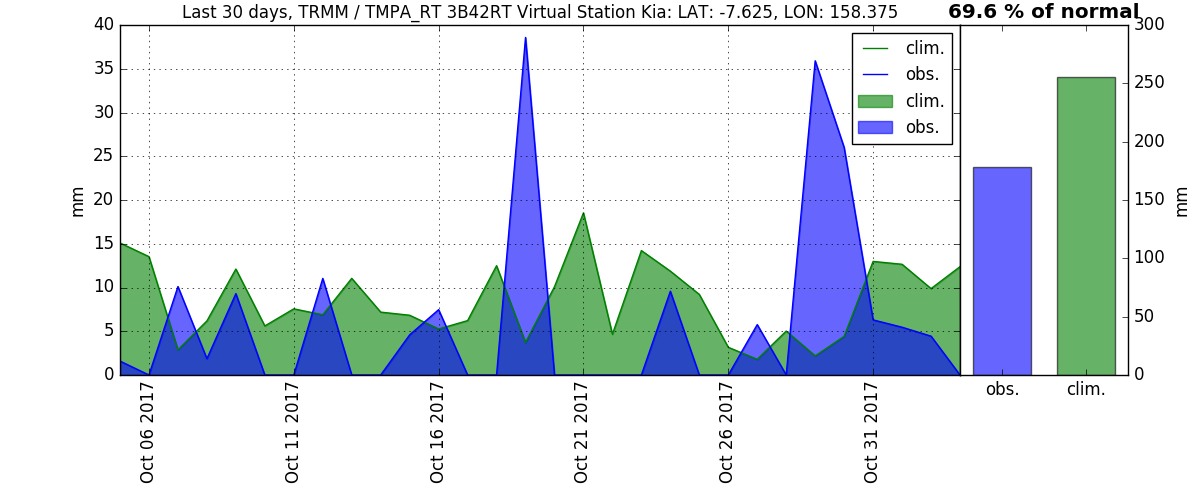 Last 30 days, TRMM / TMPA_RT 3B42RT Virtual Station Kia: LAT: -7.625, LON: 158.375
69.6 % of normal
mm
40
35
30
25
20
15
10
5
0
clim.
obs.
clim.
obs.
Oct 06 2017
Oct 11 2017
Oct 16 2017
Oct 21 2017
Oct 26 2017
Oct 31 2017
obs.
clim.
300
250
200
150
100
50
0
mm